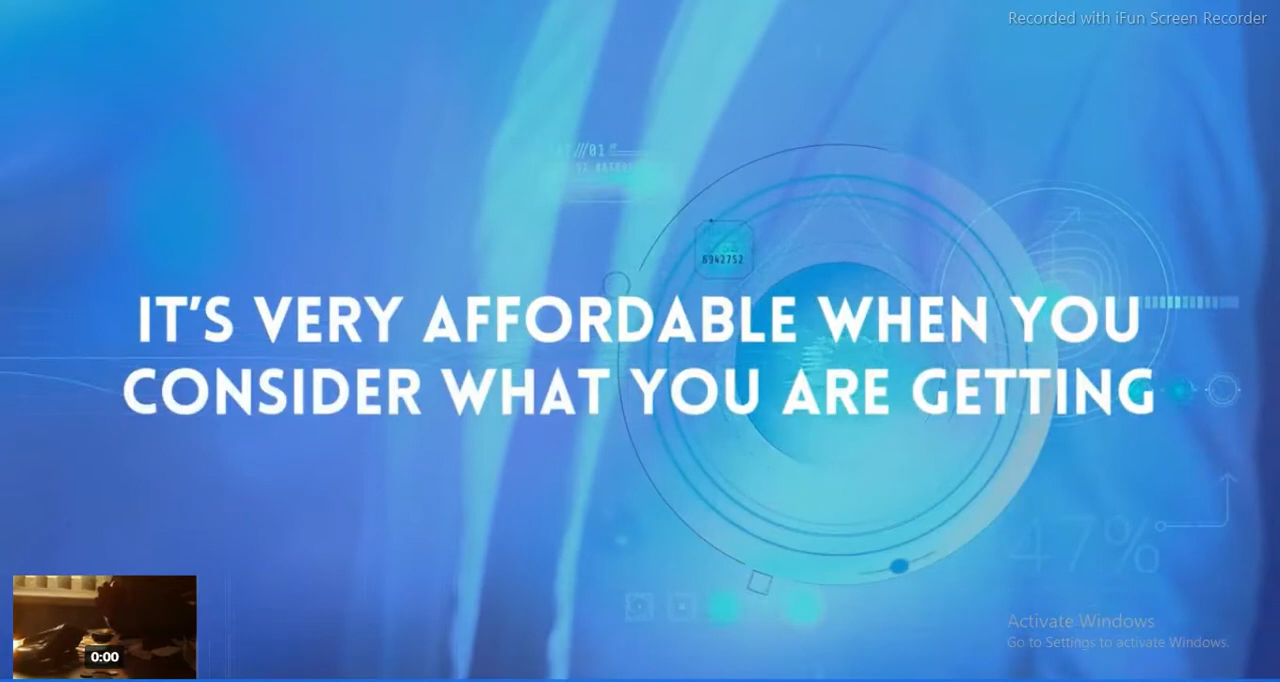 Recorded with iFun Screen Recorder
6942752
IT'S VERY AFFORDABLE WHEN YOU
CONSIDER WHAT YOU ARE GETTING
47%
Activate Windows
Go to Settings to activate Windows.
0:00